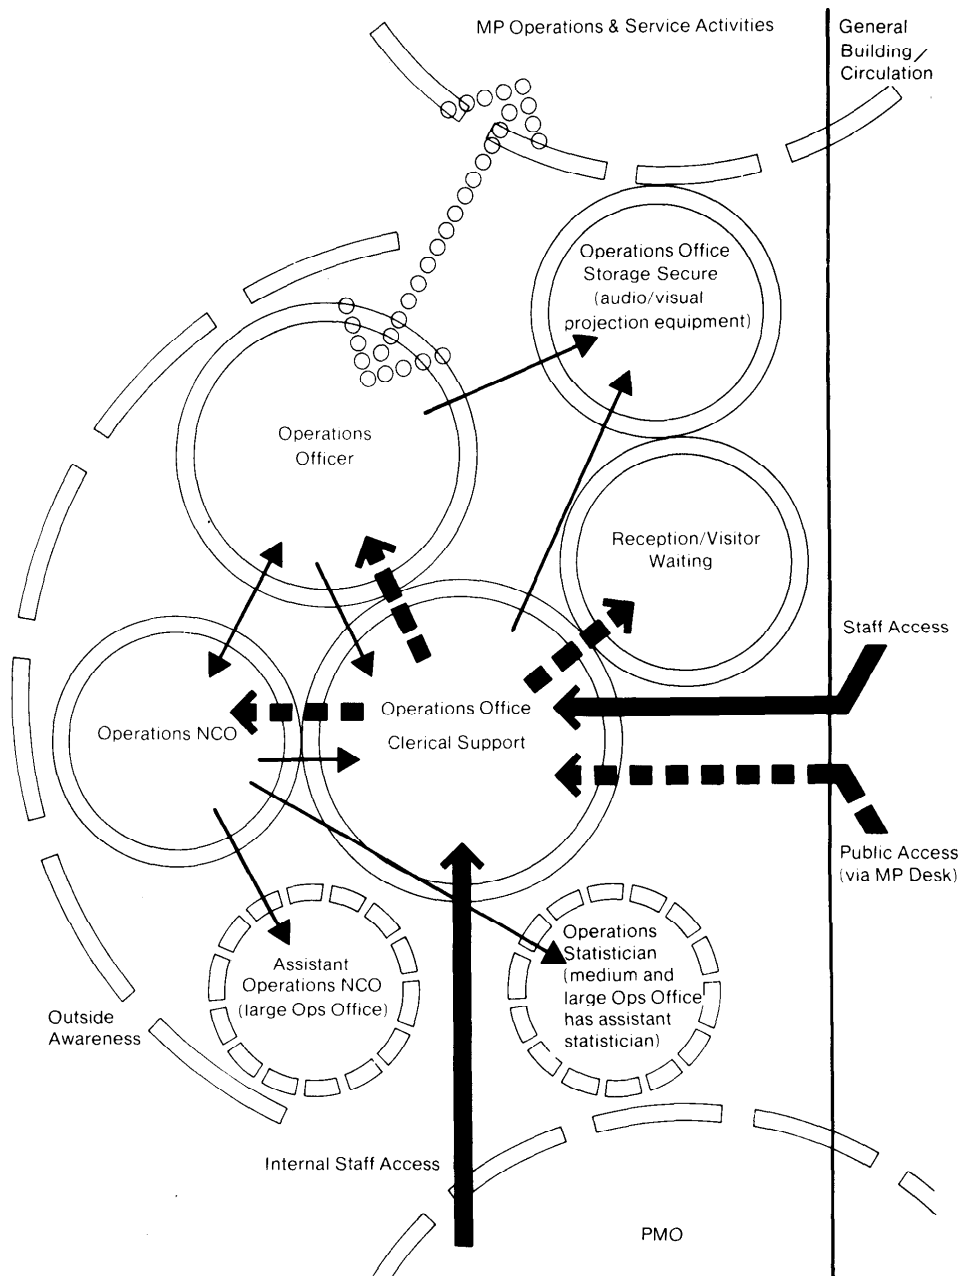 MP Operations & Service Activities
General
Building/
Circulation
Operations Office
Storage Secure
(audio/visual
projection equipment)
Operations
Officer
Reception/Visitor
Waiting
Staff Access
Operations Office
Clerical Support
Operations NCO
Public Access
(via MP Desk)
Operations
Statistician
(medium and
large Ops Office
has assistant
statistician)
Assistant
Operations NCO
(large Ops Office)
Outside
Awareness
Internal Staff Access
PMO